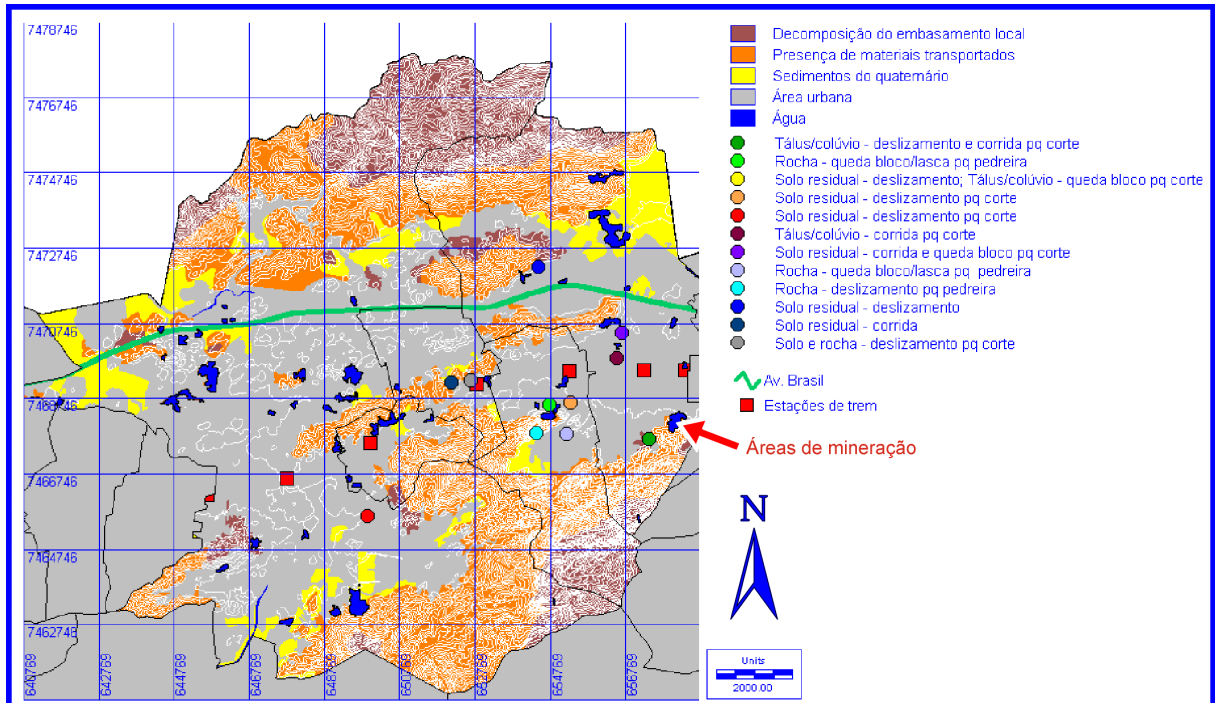 7478746
7476746
7474746
7472746
7470746
7468746
7466746
7464746
7462746
640769
642769
644769
646769
648769
650769
652769
654769
656769
Decomposição do embasamento local
Presença de materiais transportados
Sedimentos do quaternário
Área urbana
Água
Tálus/colúvio - deslizamento e corrida pq corte
Rocha - queda bloco/lasca pq pedreira
Solo residual - deslizamento; Tálus/colúvio - queda bloco pq corte
Solo residual - deslizamento pq corte
Solo residual - deslizamento pq corte
Tálus/colúvio - corrida pq corte
Solo residual - corrida e queda bloco pq corte
Rocha - queda bloco/lasca pq pedreira
Rocha - deslizamento pq pedreira
Solo residual - deslizamento
Solo residual - corrida
Solo e rocha - deslizamento pq corte
Av. Brasil
Estações de trem
Áreas de mineração
N
Units
2000.00